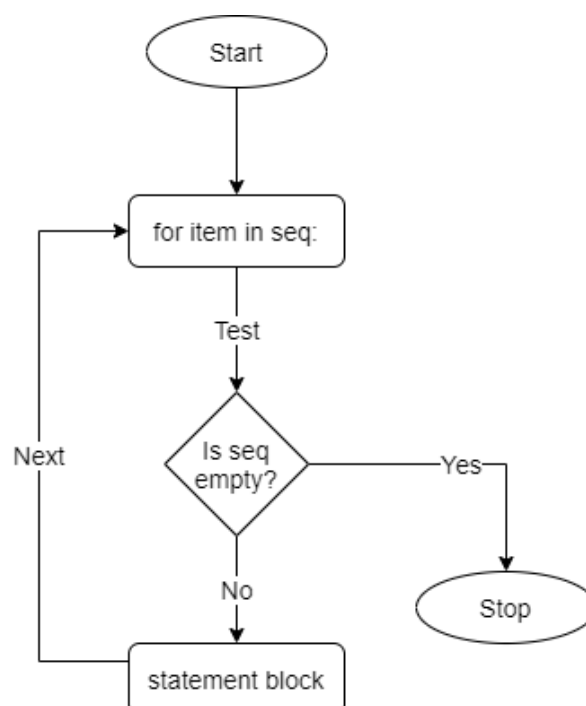 Start
for item in seq:
Test
Is seq
empty?
Next
Yes
No
Stop
statement block